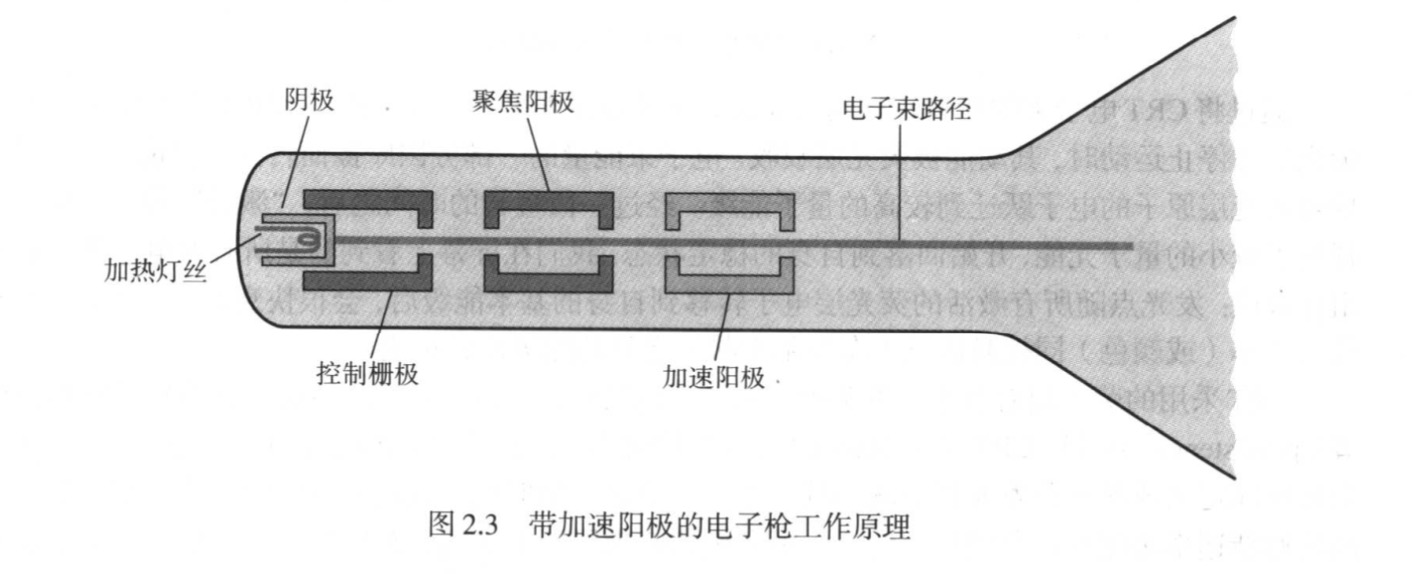 阴极
聚焦阳极
电子束路径
加热灯丝
控制栅极
加速阳极
图 2.3 带加速阳极的电子枪工作原理